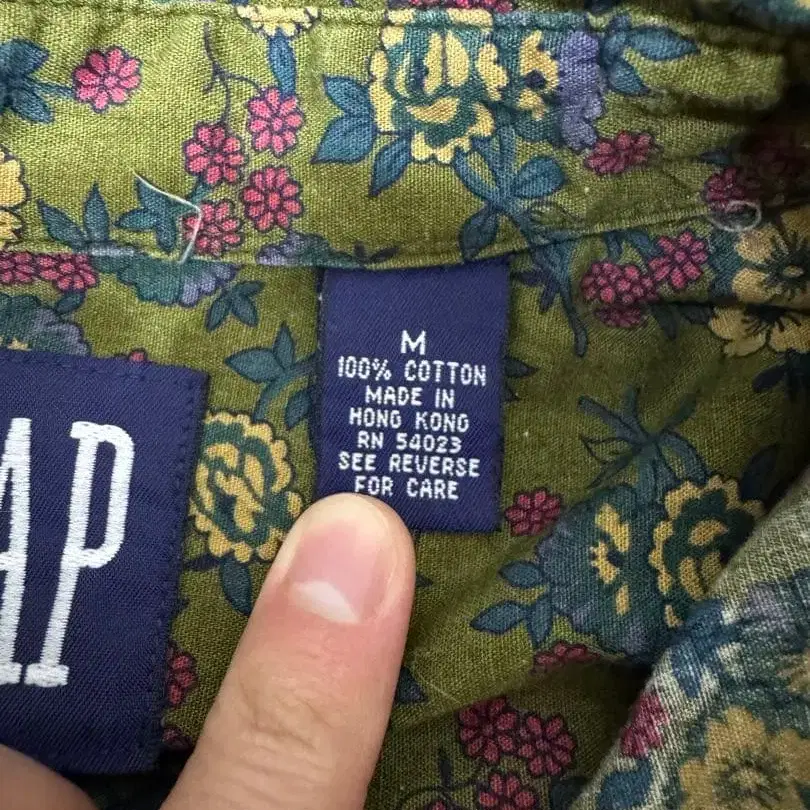 AP
M
100% COTTON
MADE IN
HONG KONG
RN 54023
SEE REVERSE
FOR CARE